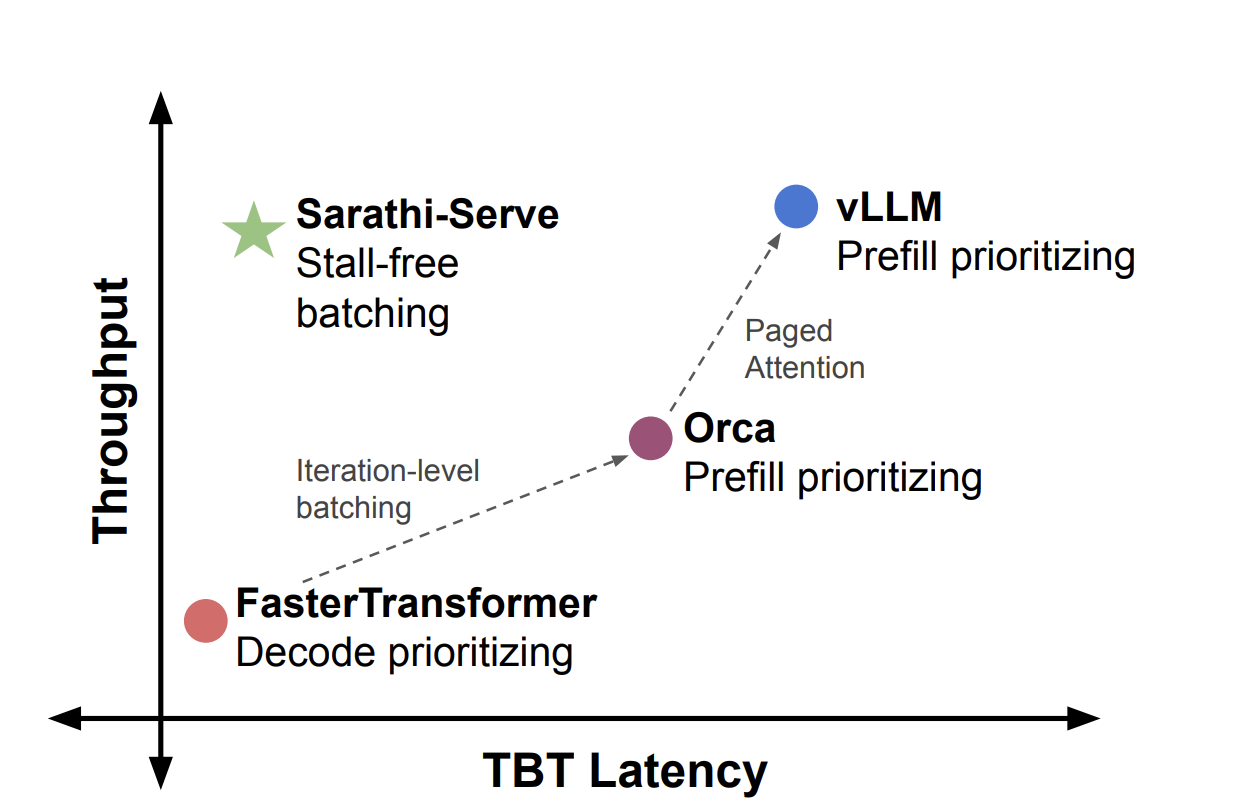 Sarathi-Serve
Stall-free
batching
vLLM
Prefill prioritizing
Paged
Attention
Orca
Prefill prioritizing
Iteration-level
batching
FasterTransformer
Decode prioritizing
Throughput
TBT Latency